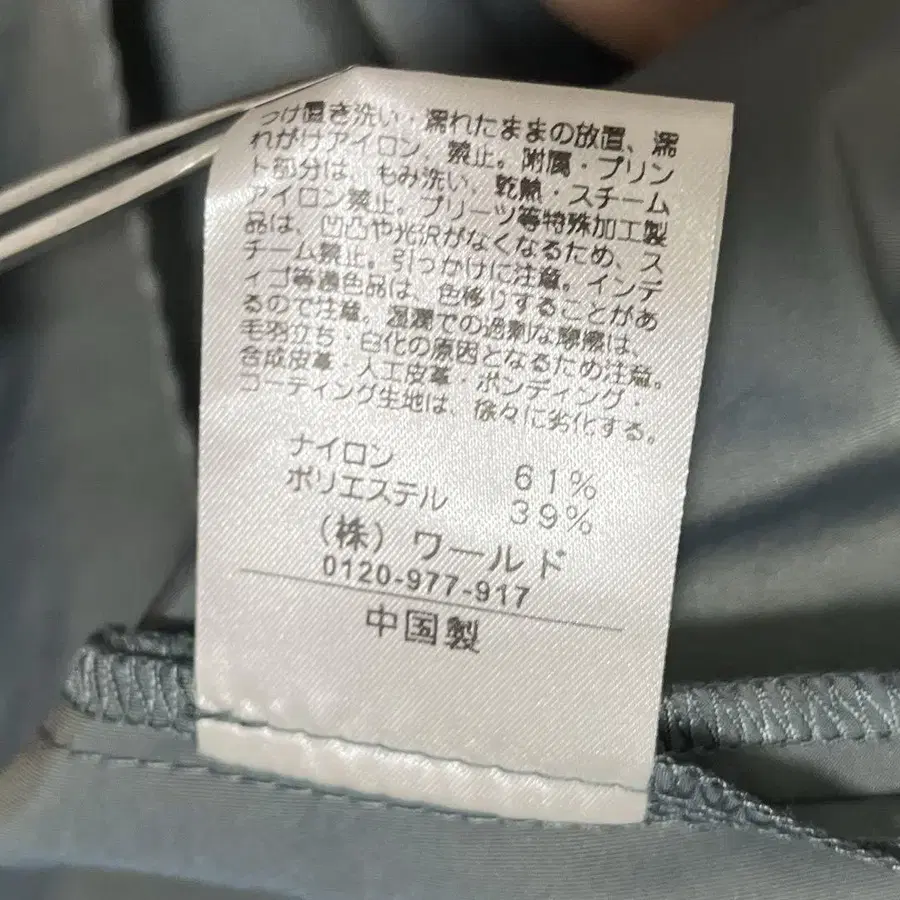 つけ置き洗い・濡れたままの放置、濡
れがけアイロン、禁止。附属・プリン
ト部分は、もみ洗い、乾熱・スチーム
アイロン禁止。プリーツ等特殊加工製
品は、凹凸や光沢がなくなるため、ス
チーム禁止。引っかけに注意。インデ
ィゴ等濃色品は、色移りすることがあ
るので注意。湿潤での過剰な摩擦は、
毛羽立ち・白化の原因となるため注意。
合成皮革・人工皮革・ボンディング・
コーティング生地は、徐々に劣化する。
ナイロン 61%
ポリエステル 39%
(株)ワールド
0120-977-917
中国製